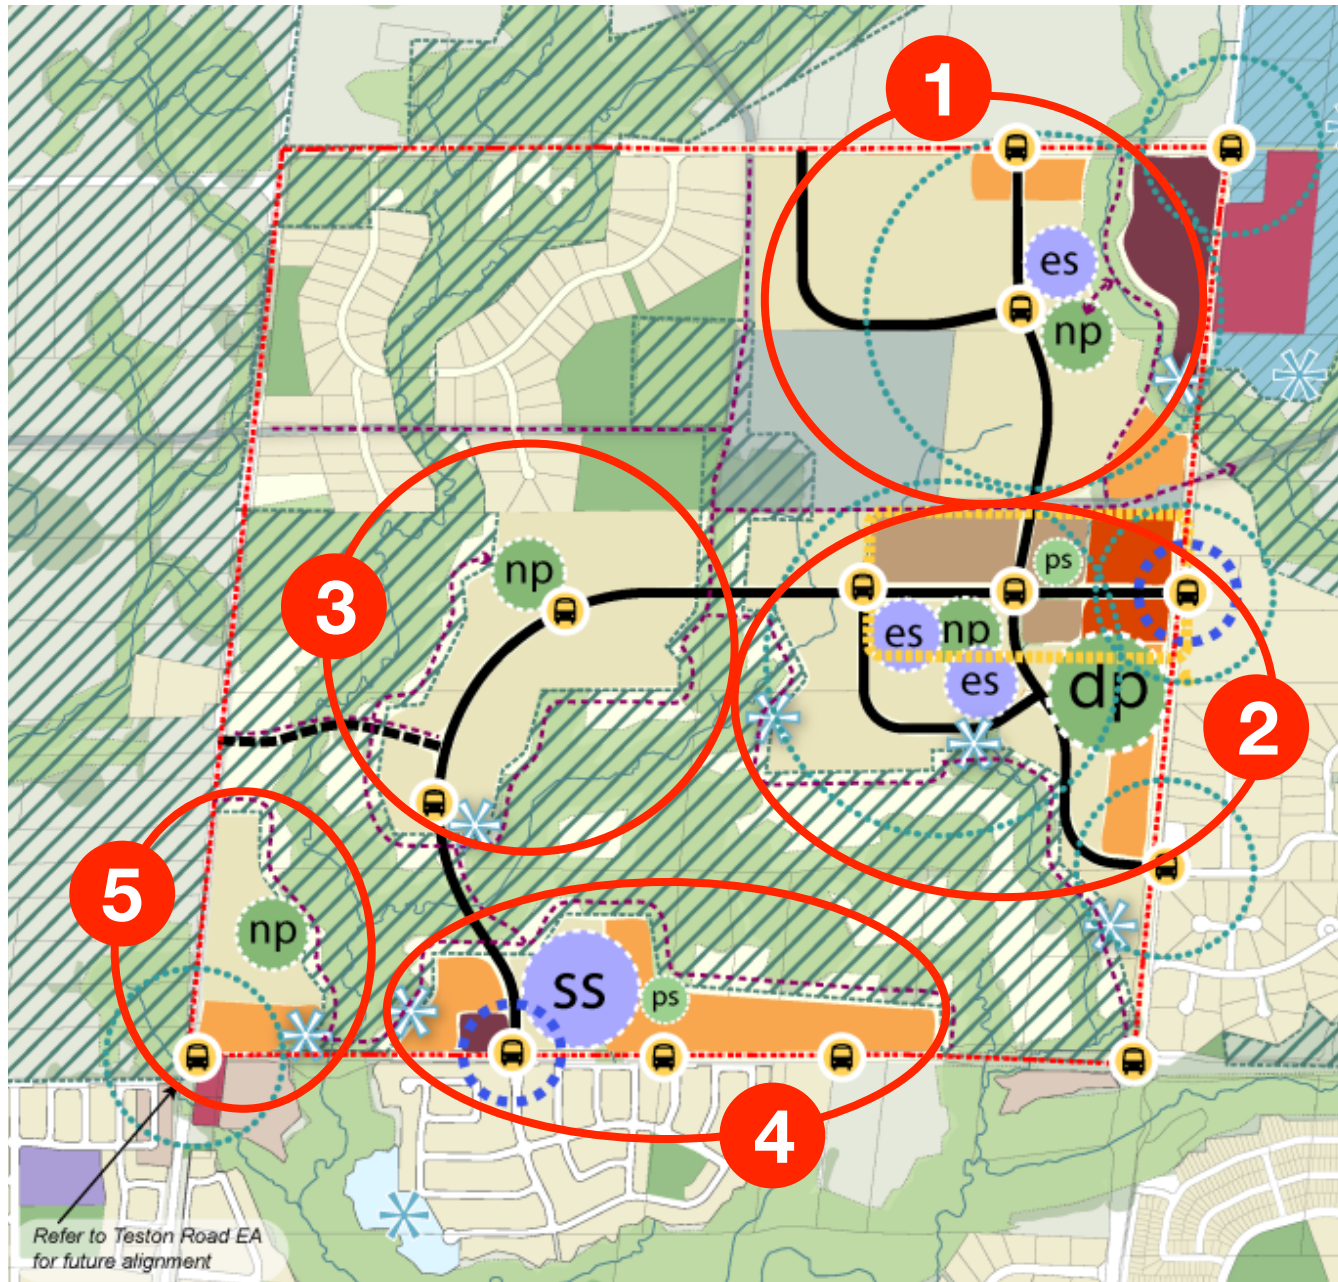 1
es
np
np
3
ps
es
np
es
dp
2
5
np
ss
ps
4
Refer to Teston Road EA
for future alignment